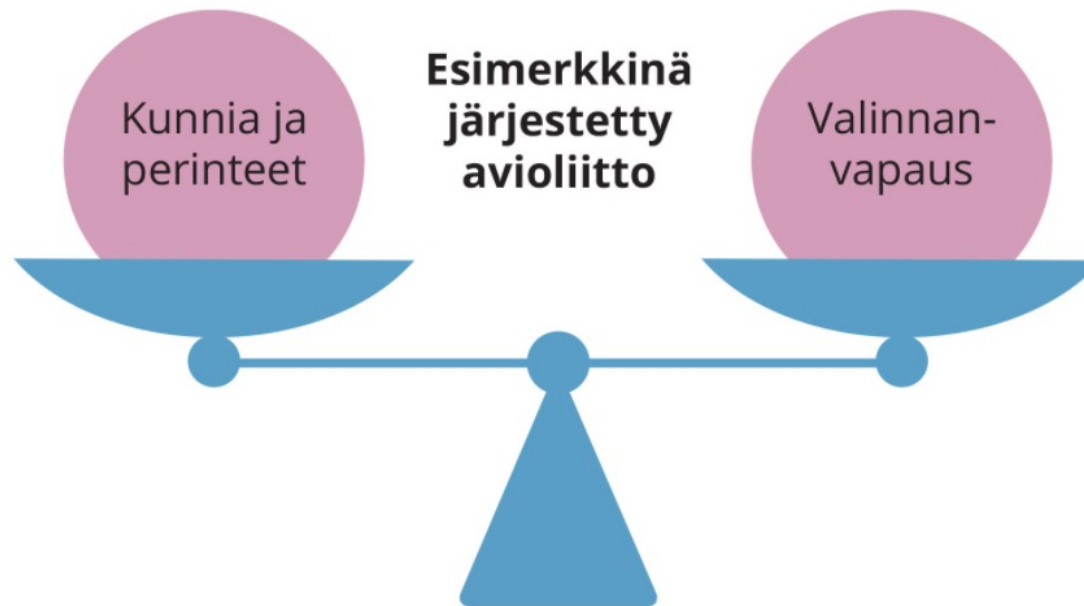 Kunnia ja
perinteet
Esimerkkinä
järjestetty
avioliitto
Valinnan-
vapaus